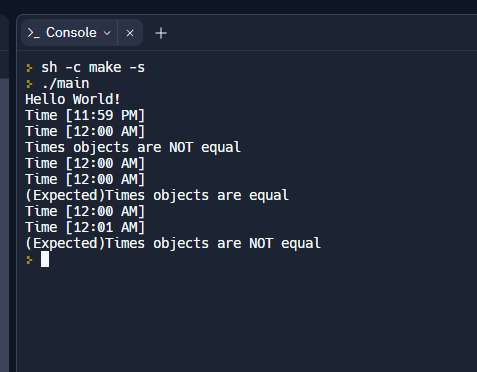 Console
sh -c make -s
./main
Hello World!
Time [11:59 PM]
Time [12:00 AM]
Times objects are NOT equal
Time [12:00 AM]
Time [12:00 AM]
(Expected)Times objects are equal
Time [12:00 AM]
Time [12:01 AM]
(Expected)Times objects are NOT equal